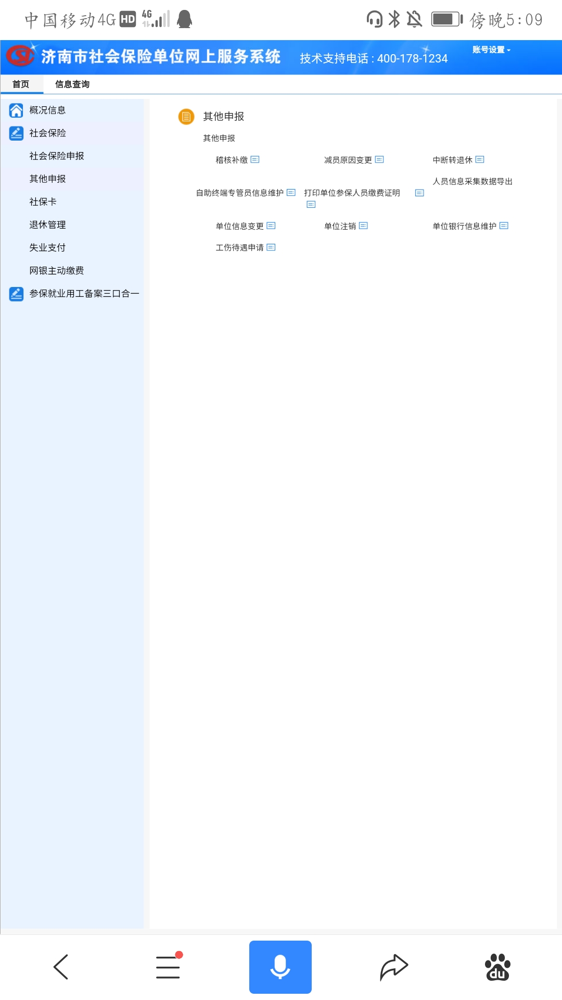 中国移动4G HD 4G 傍晚5:09
济南市社会保险单位网上服务系统 技术支持电话 : 400-178-1234 账号设置
首页 信息查询
概况信息
社会保险
社会保险申报
其他申报
社保卡
退休管理
失业支付
网银主动缴费
参保就业用工备案三口合一
其他申报
其他申报
稽核补缴 减员原因变更 中断转退休
自助终端专管员信息维护 打印单位参保人员缴费证明 人员信息采集数据导出
单位信息变更 单位注销 单位银行信息维护
工伤待遇申请
du